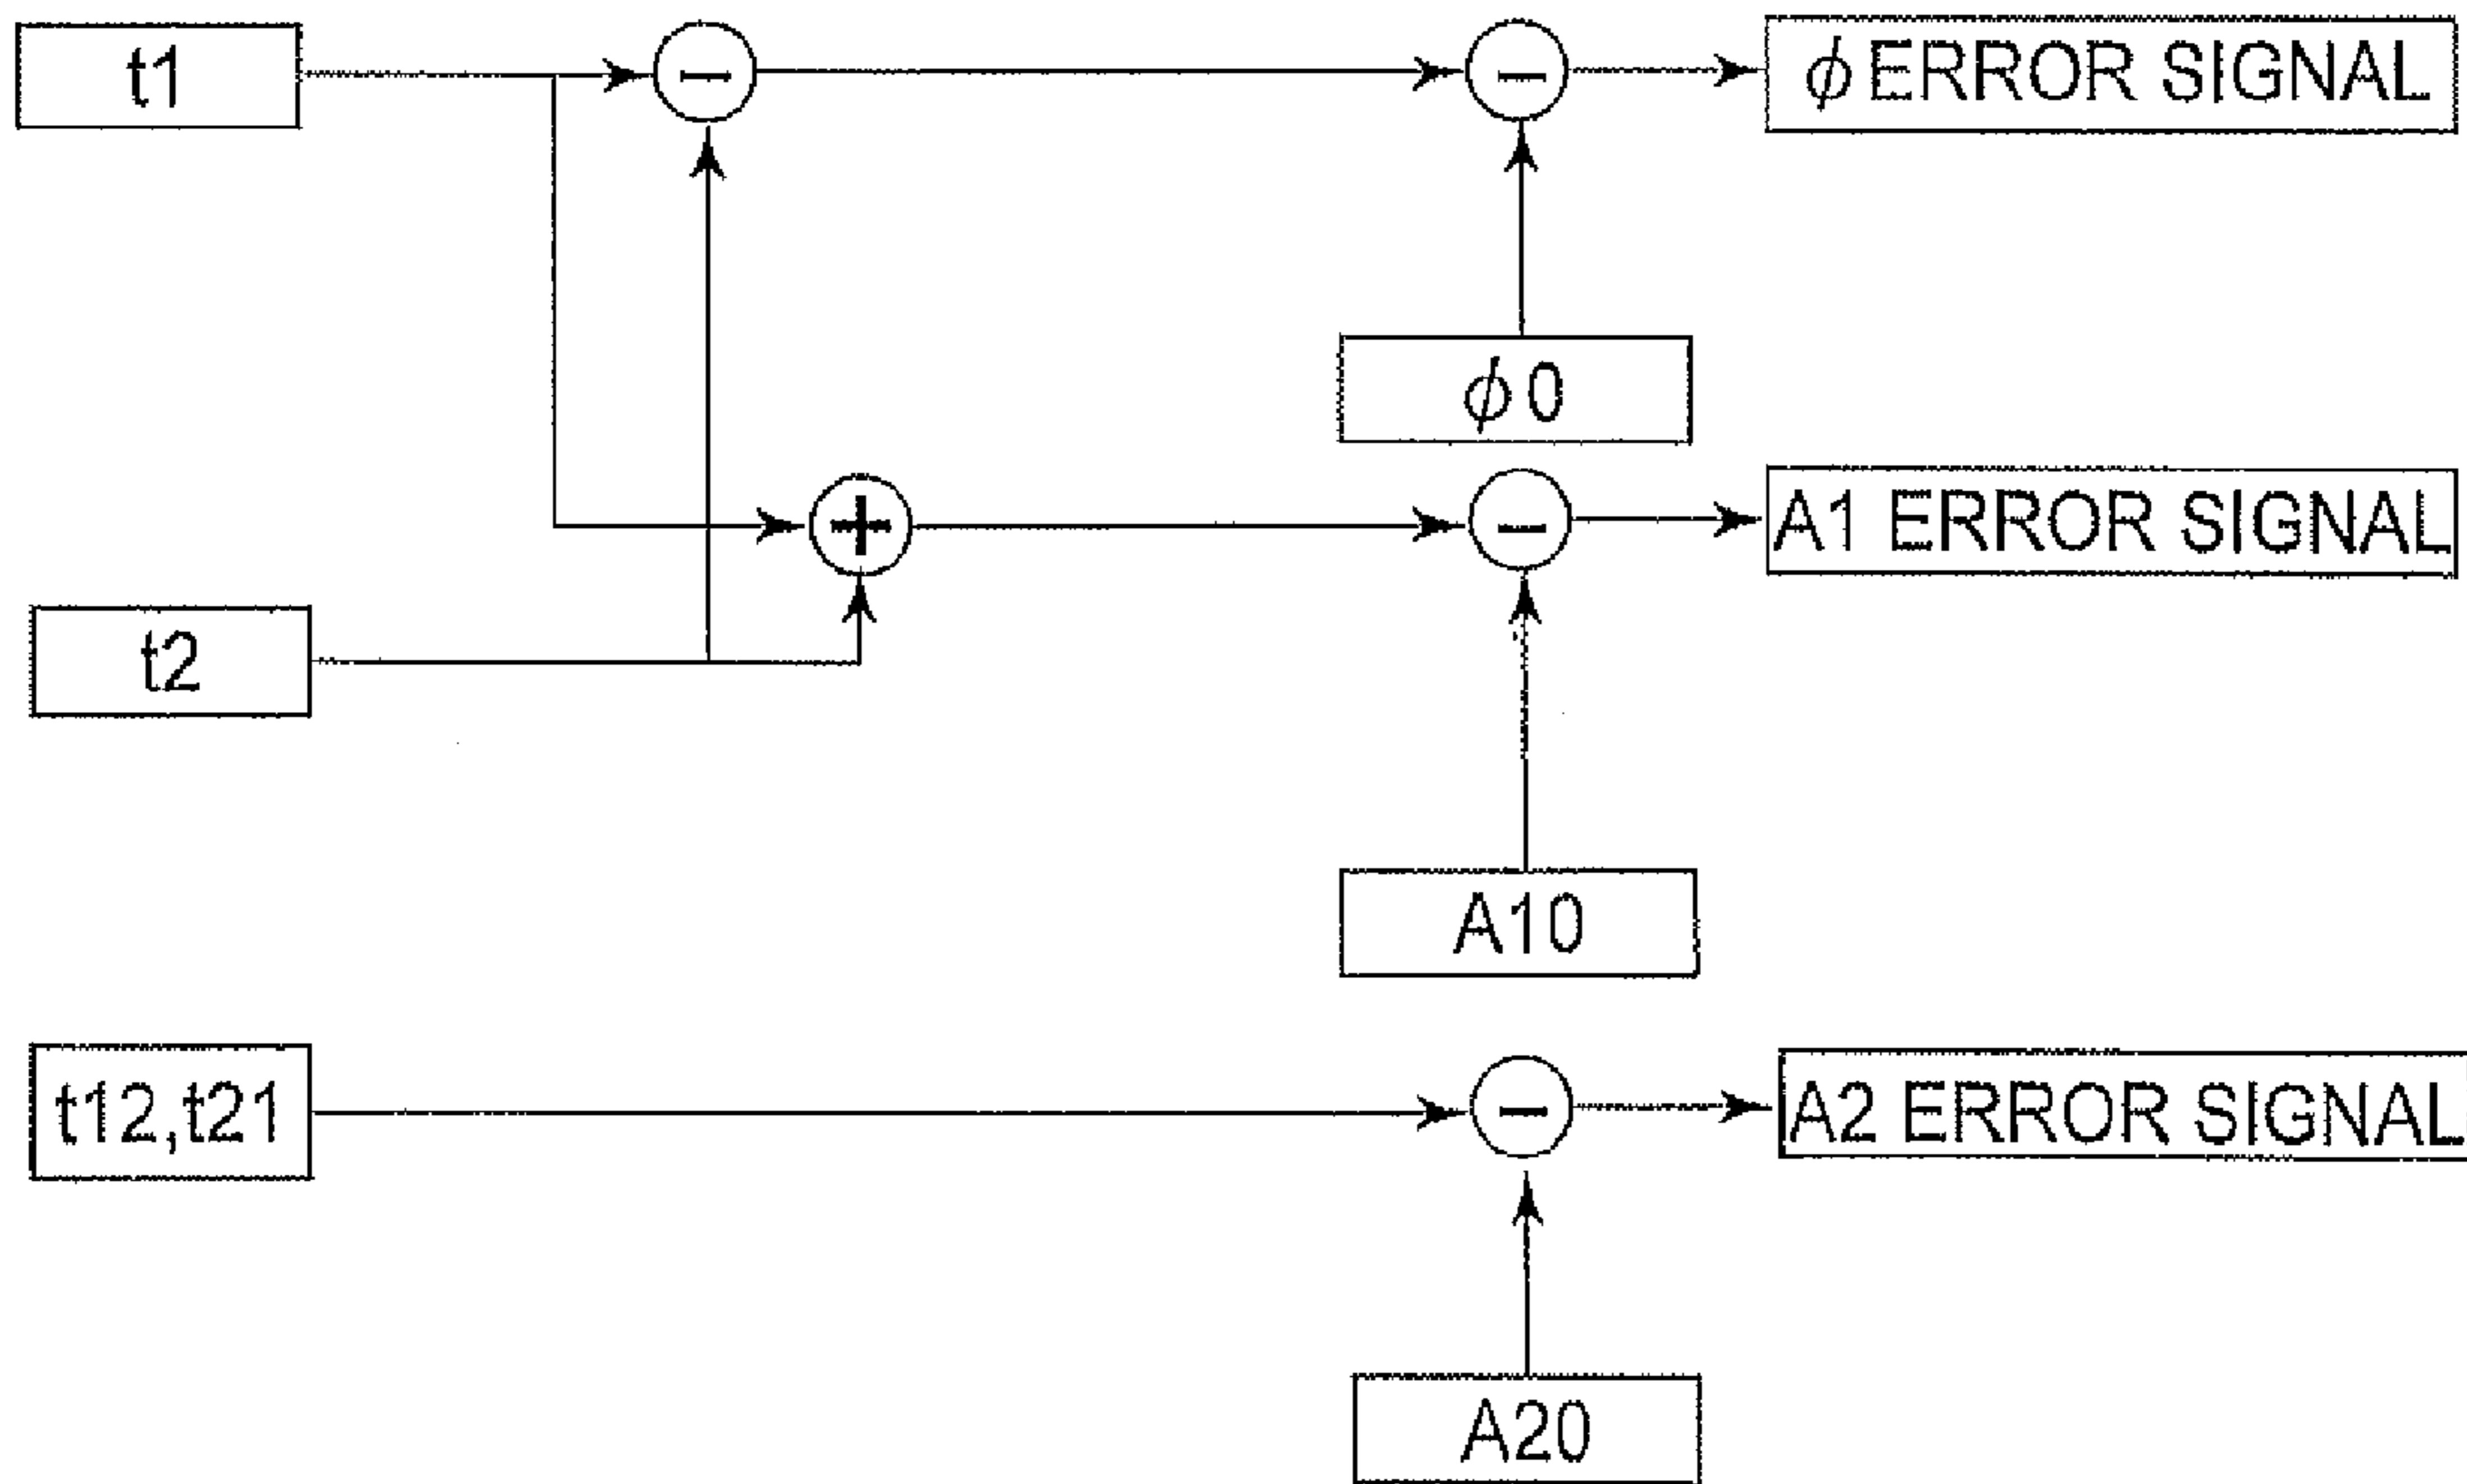 t1
−
−
ϕ ERROR SIGNAL
ϕ0
+
−
A1 ERROR SIGNAL
t2
A10
t12,t21
−
A2 ERROR SIGNAL
A20